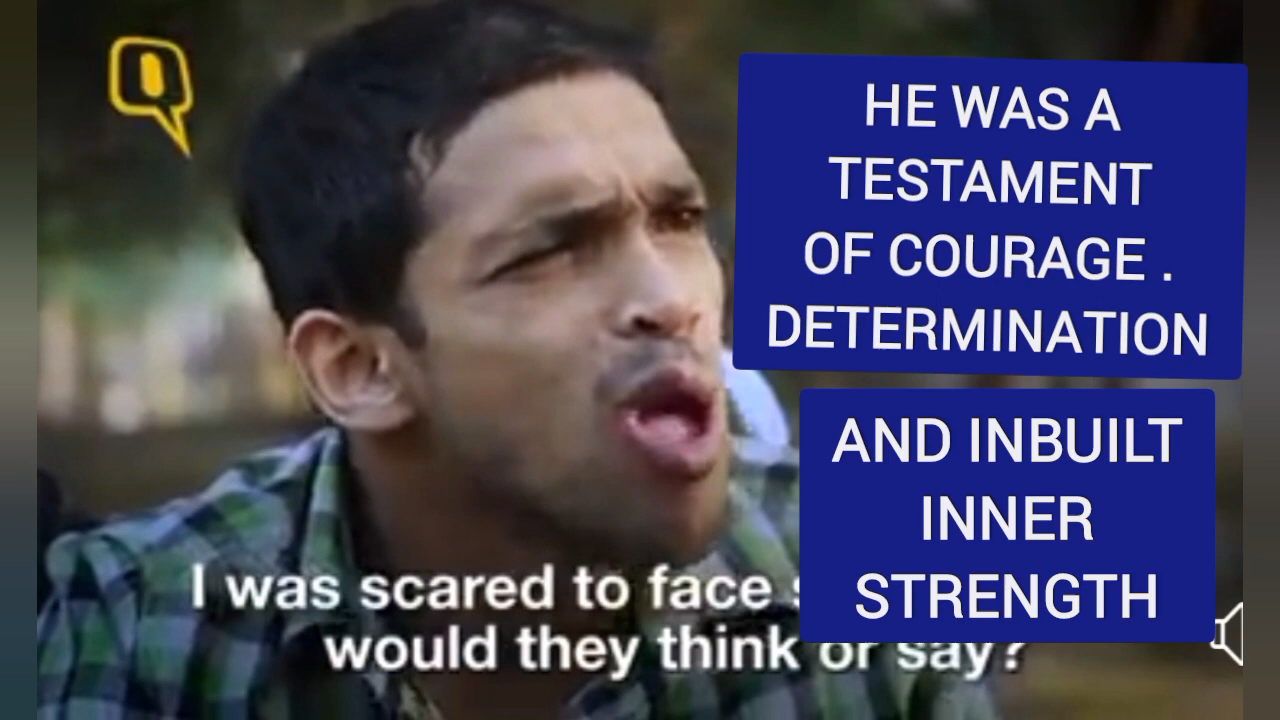 HE WAS A
TESTAMENT
OF COURAGE .
DETERMINATION
AND INBUILT
INNER
STRENGTH
I was scared to face
would they think or say?